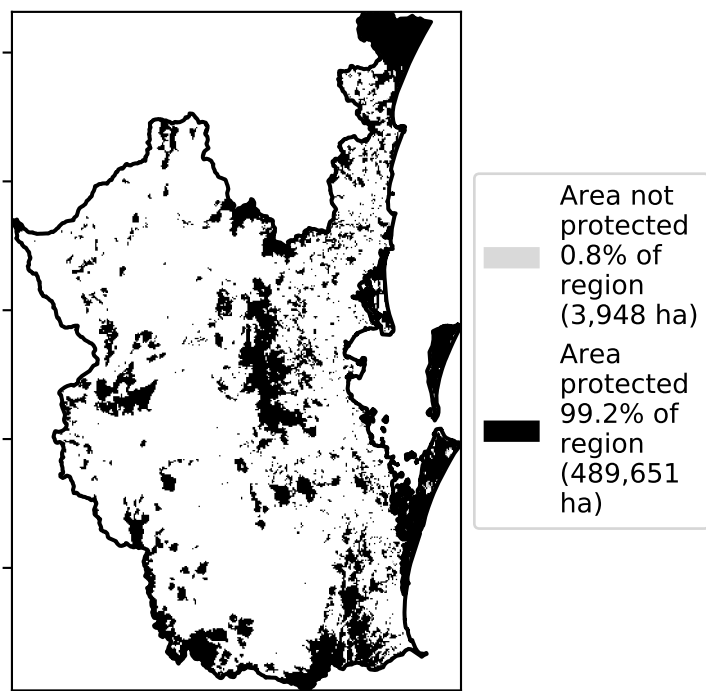 Area not
protected
0.8% of
region
(3,948 ha)
Area
protected
99.2% of
region
(489,651
ha)